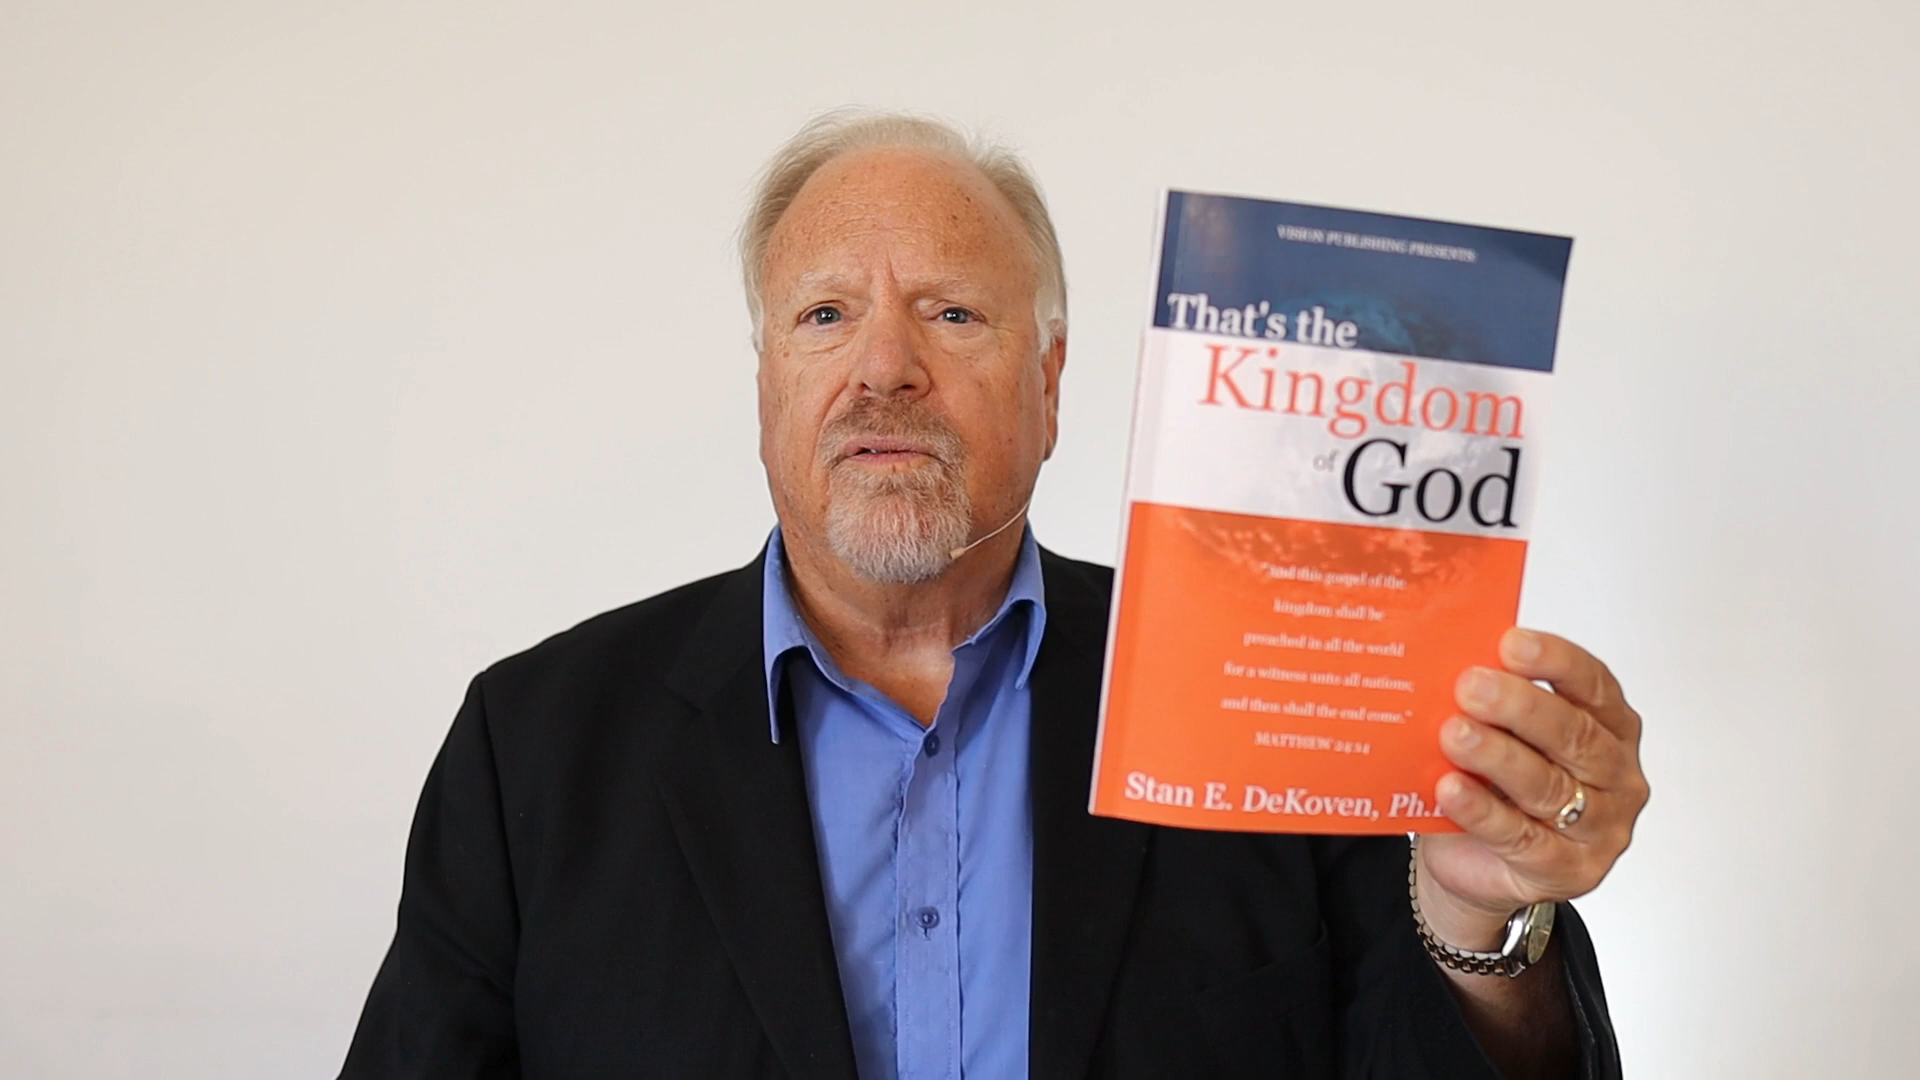 VISION PUBLISHING PRESENTS
That's the
Kingdom
of God
"And this gospel of the
kingdom shall be
preached in all the world
for a witness unto all nations;
and then shall the end come."
MATTHEW 24:14
Stan E. DeKoven, Ph.